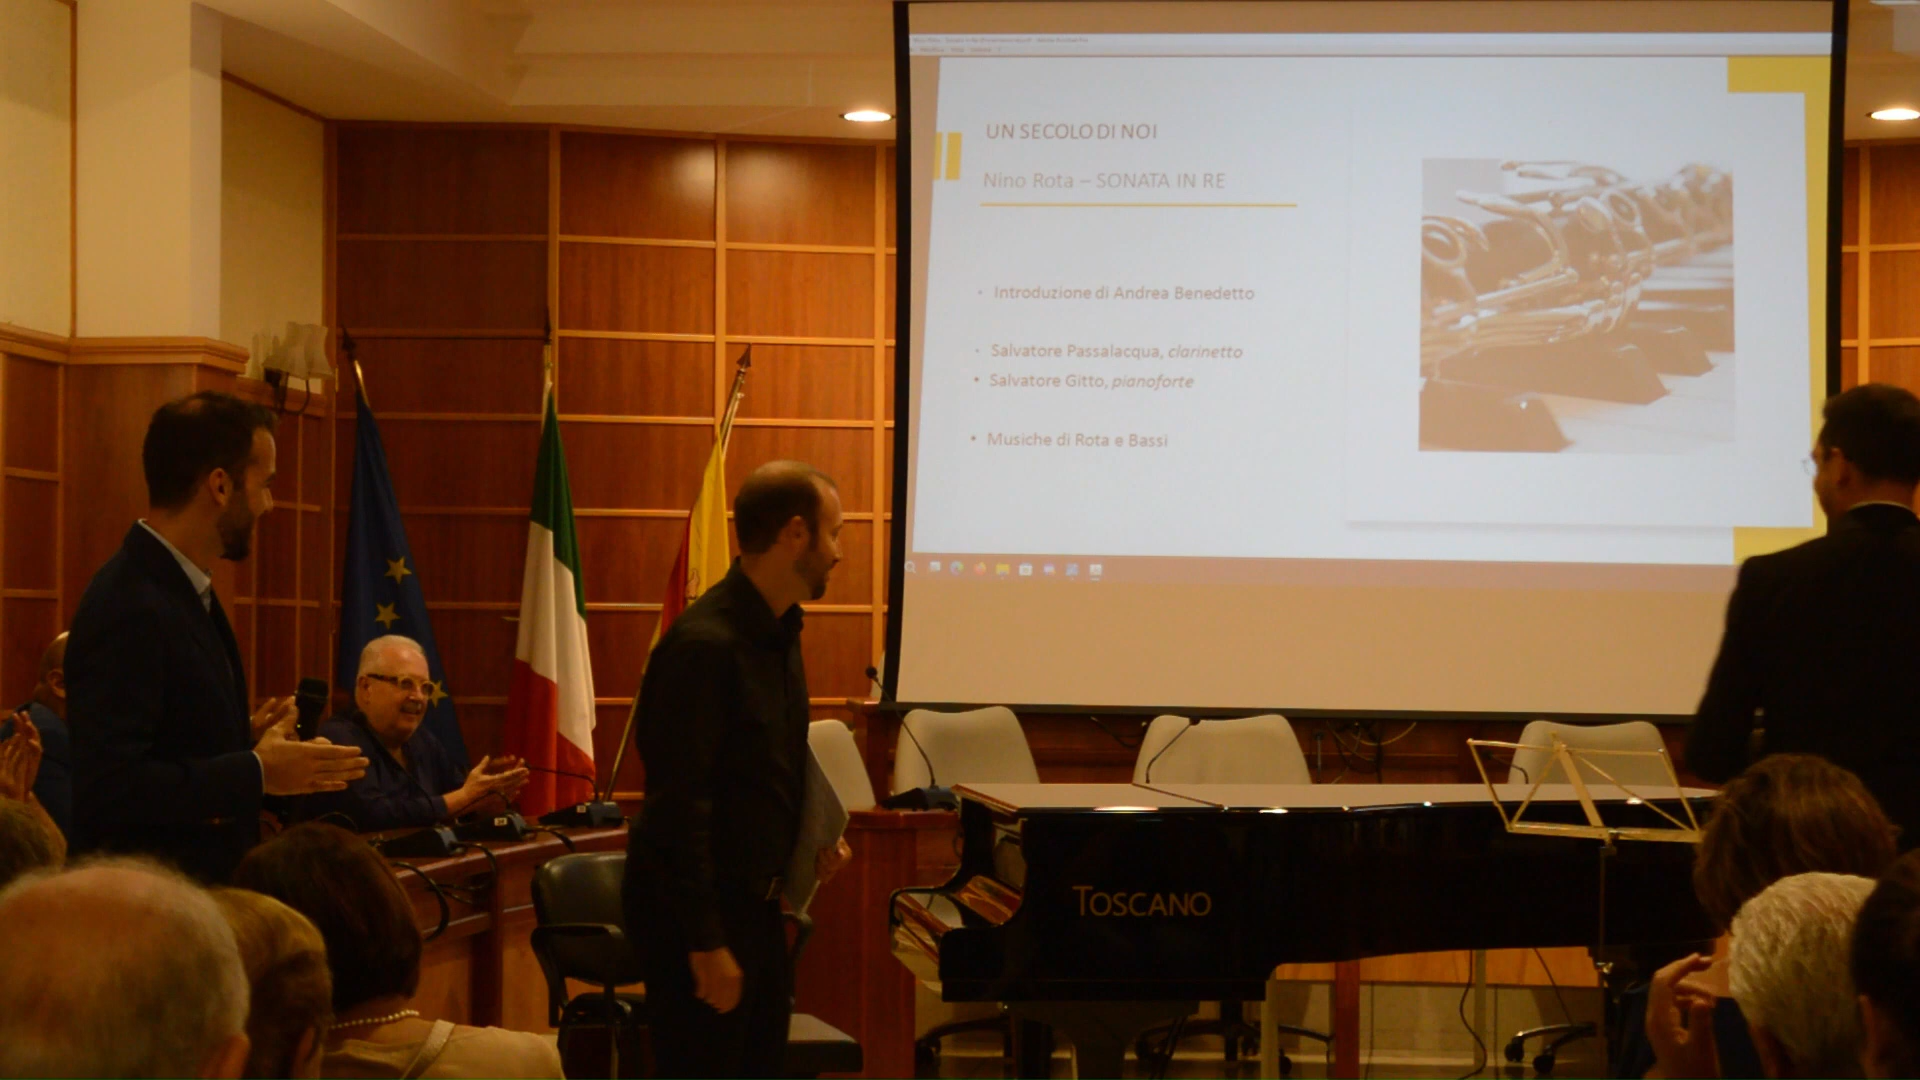 UN SECOLO DI NOI
Nino Rota – SONATA IN RE
• Introduzione di Andrea Benedetto
• Salvatore Passalacqua, clarinetto
• Salvatore Gitto, pianoforte
• Musiche di Rota e Bassi
TOSCANO